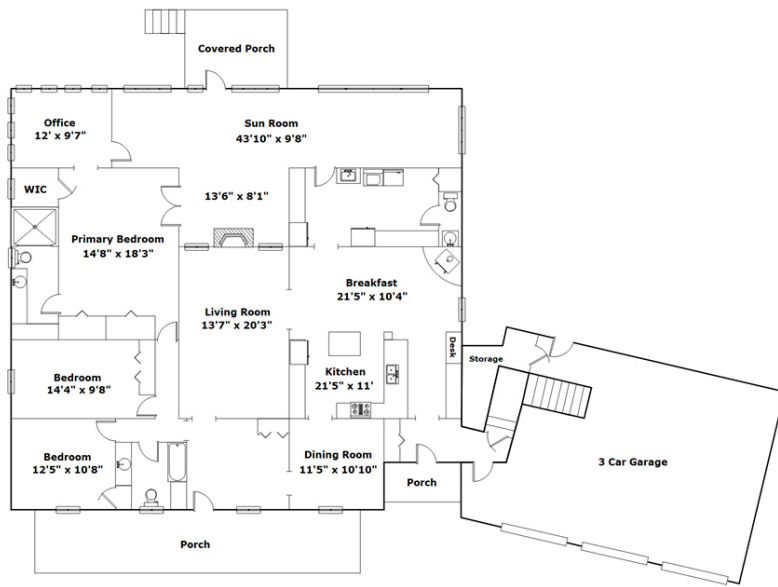 Covered Porch
Office
12' x 9'7"
Sun Room
43'10" x 9'8"
WIC
13'6" x 8'1"
Primary Bedroom
14'8" x 18'3"
Breakfast
21'5" x 10'4"
Living Room
13'7" x 20'3"
Desk
Storage
Bedroom
14'4" x 9'8"
Kitchen
21'5" x 11'
Bedroom
12'5" x 10'8"
Dining Room
11'5" x 10'10"
3 Car Garage
Porch
Porch